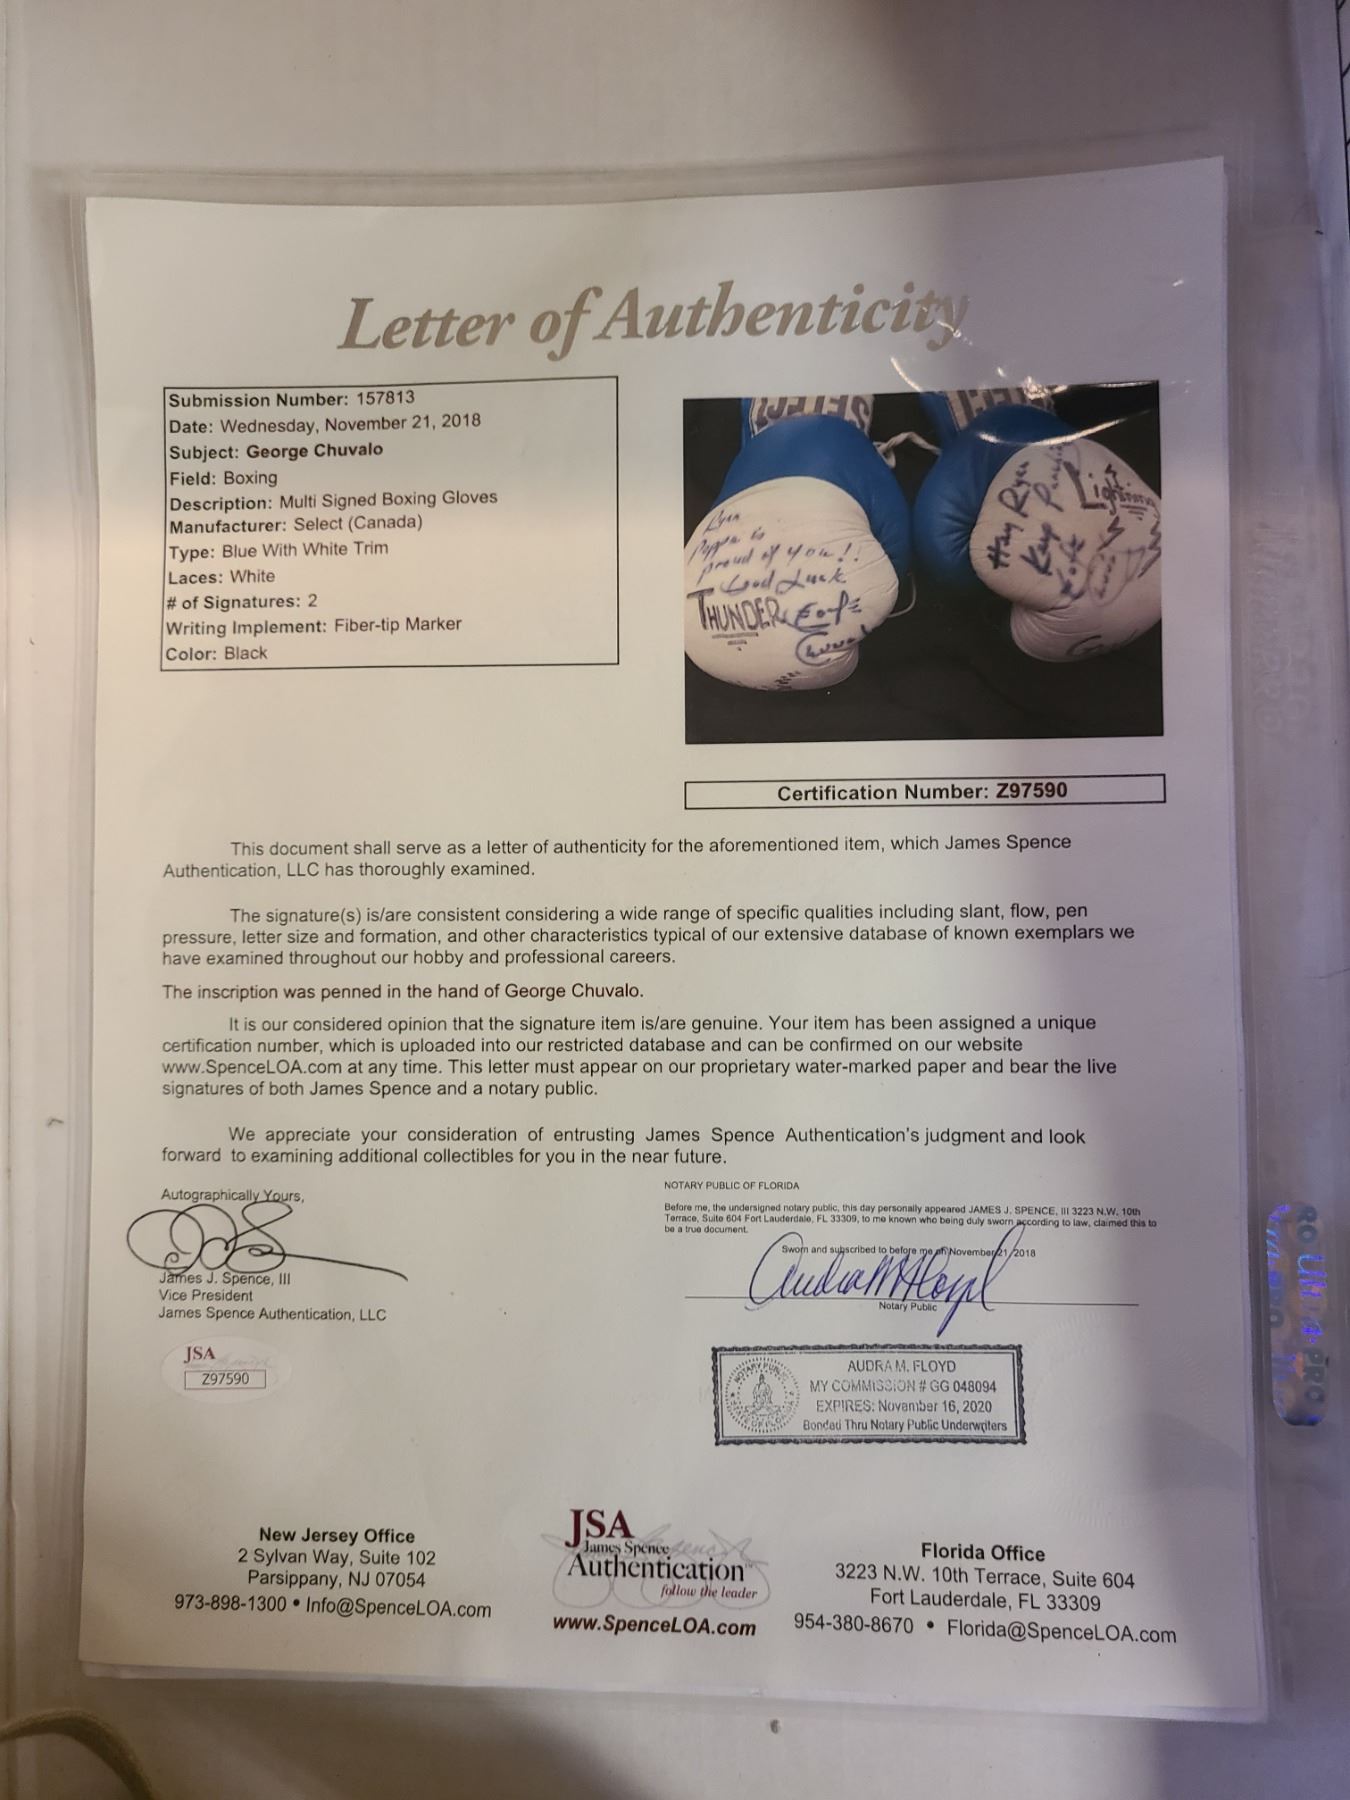 Letter of Authenticity
Submission Number: 157813
Date: Wednesday, November 21, 2018
Subject: George Chuvalo
Field: Boxing
Description: Multi Signed Boxing Gloves
Manufacturer: Select (Canada)
Type: Blue With White Trim
Laces: White
# of Signatures: 2
Writing Implement: Fiber-tip Marker
Color: Black
SELECT
Ryan
Poppa is
proud of you!!
Good Luck
THUNDER
Hay Ryan
Keep Punching
Lightning
Certification Number: Z97590
This document shall serve as a letter of authenticity for the aforementioned item, which James Spence
Authentication, LLC has thoroughly examined.
The signature(s) is/are consistent considering a wide range of specific qualities including slant, flow, pen
pressure, letter size and formation, and other characteristics typical of our extensive database of known exemplars we
have examined throughout our hobby and professional careers.
The inscription was penned in the hand of George Chuvalo.
It is our considered opinion that the signature item is/are genuine. Your item has been assigned a unique
certification number, which is uploaded into our restricted database and can be confirmed on our website
www.SpenceLOA.com at any time. This letter must appear on our proprietary water-marked paper and bear the live
signatures of both James Spence and a notary public.
We appreciate your consideration of entrusting James Spence Authentication's judgment and look
forward to examining additional collectibles for you in the near future.
Autographically Yours,
James J. Spence, III
Vice President
James Spence Authentication, LLC
JSA
Z97590
NOTARY PUBLIC OF FLORIDA
Before me, the undersigned notary public, this day personally appeared JAMES J. SPENCE, III 3223 N.W. 10th
Terrace, Suite 604 Fort Lauderdale, FL 33309, to me known who being duly sworn according to law, claimed this to
be a true document.
Sworn and subscribed to before me on November 21, 2018
Audra M Floyd
Notary Public
AUDRA M. FLOYD
MY COMMISSION # GG 048094
EXPIRES: November 16, 2020
Bonded Thru Notary Public Underwriters
New Jersey Office
2 Sylvan Way, Suite 102
Parsippany, NJ 07054
973-898-1300 • Info@SpenceLOA.com
JSA
James Spence
Authentication
follow the leader
www.SpenceLOA.com
Florida Office
3223 N.W. 10th Terrace, Suite 604
Fort Lauderdale, FL 33309
954-380-8670 • Florida@SpenceLOA.com